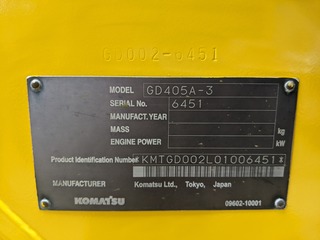 GD002-6451
MODEL GD405A-3
SERIAL No. 6451
MANUFACT.YEAR
MASS kg
ENGINE POWER kW
Product Identification Number *KMTGD002L01006451*
MANUFACTURER Komatsu Ltd., Tokyo, Japan
KOMATSU 09602-10001